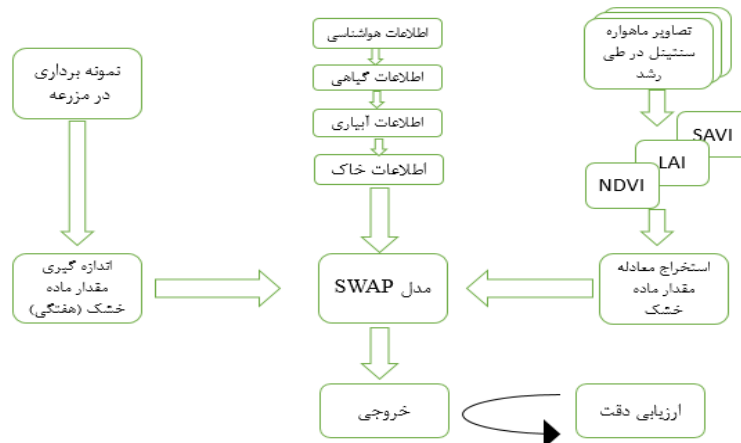 تصاویر ماهواره
سنتینل در طی
رشد
SAVI
LAI
NDVI
استخراج معادله
مقدار ماده
خشک
اطلاعات هواشناسی
اطلاعات گیاهی
اطلاعات آبیاری
اطلاعات خاک
مدل SWAP
نمونه برداری
در مزرعه
اندازه گیری
مقدار ماده
خشک (هفتگی)
خروجی
ارزیابی دقت